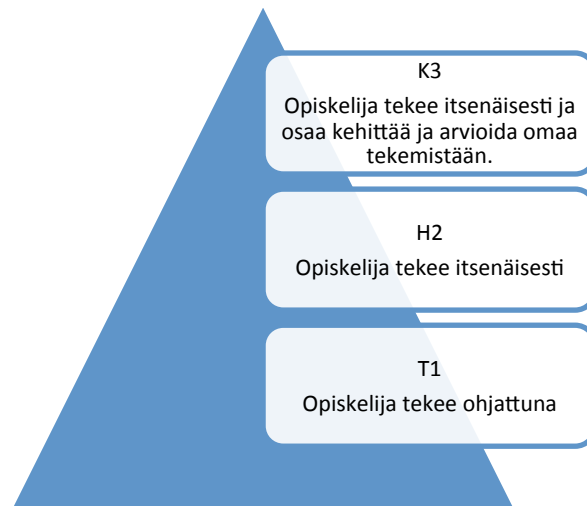 K3
Opiskelija tekee itsenäisesti ja
osaa kehittää ja arvioida omaa
tekemistään.
H2
Opiskelija tekee itsenäisesti
T1
Opiskelija tekee ohjattuna